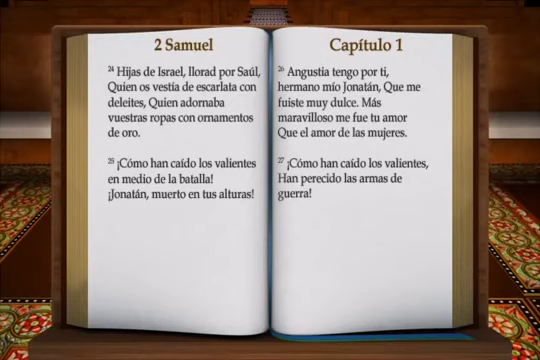 2 Samuel
24 Hijas de Israel, llorad por Saúl,
Quien os vestía de escarlata con
deleites, Quien adornaba
vuestras ropas con ornamentos
de oro.
25 ¡Cómo han caído los valientes
en medio de la batalla!
¡Jonatán, muerto en tus alturas!
Capítulo 1
26 Angustia tengo por ti,
hermano mío Jonatán, Que me
fuiste muy dulce. Más
maravilloso me fue tu amor
Que el amor de las mujeres.
27 ¡Cómo han caído los valientes,
Han perecido las armas de
guerra!